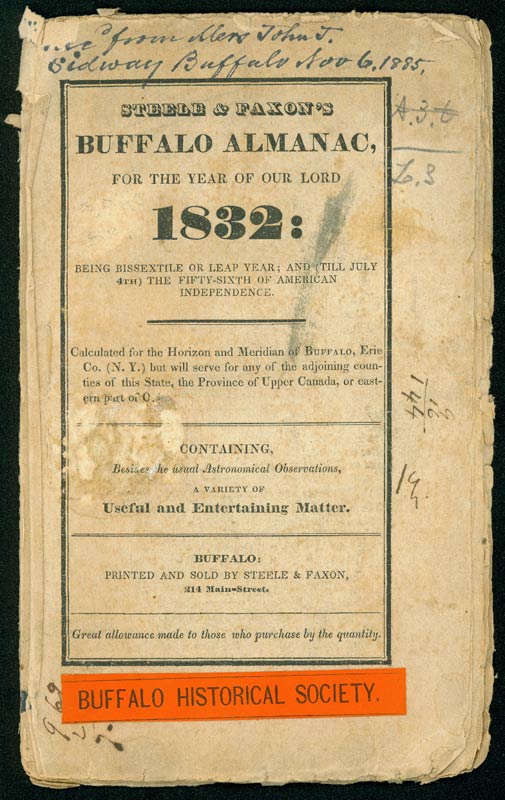 from Mrs John T.
Sidway Buffalo Nov 6, 1885,
STEELE & FAXON'S
BUFFALO ALMANAC,
FOR THE YEAR OF OUR LORD
1832:
BEING BISSEXTILE OR LEAP YEAR; AND (TILL JULY
4TH) THE FIFTY-SIXTH OF AMERICAN
INDEPENDENCE.
Calculated for the Horizon and Meridian of BUFFALO, Erie
Co. (N. Y.) but will serve for any of the adjoining coun-
ties of this State, the Province of Upper Canada, or east-
ern part of
CONTAINING,
Besides the usual Astronomical Observations,
A VARIETY OF
Useful and Entertaining Matter.
BUFFALO:
PRINTED AND SOLD BY STEELE & FAXON,
214 Main-Street.
Great allowance made to those who purchase by the quantity.
BUFFALO HISTORICAL SOCIETY.
A.3.6
L.3
144